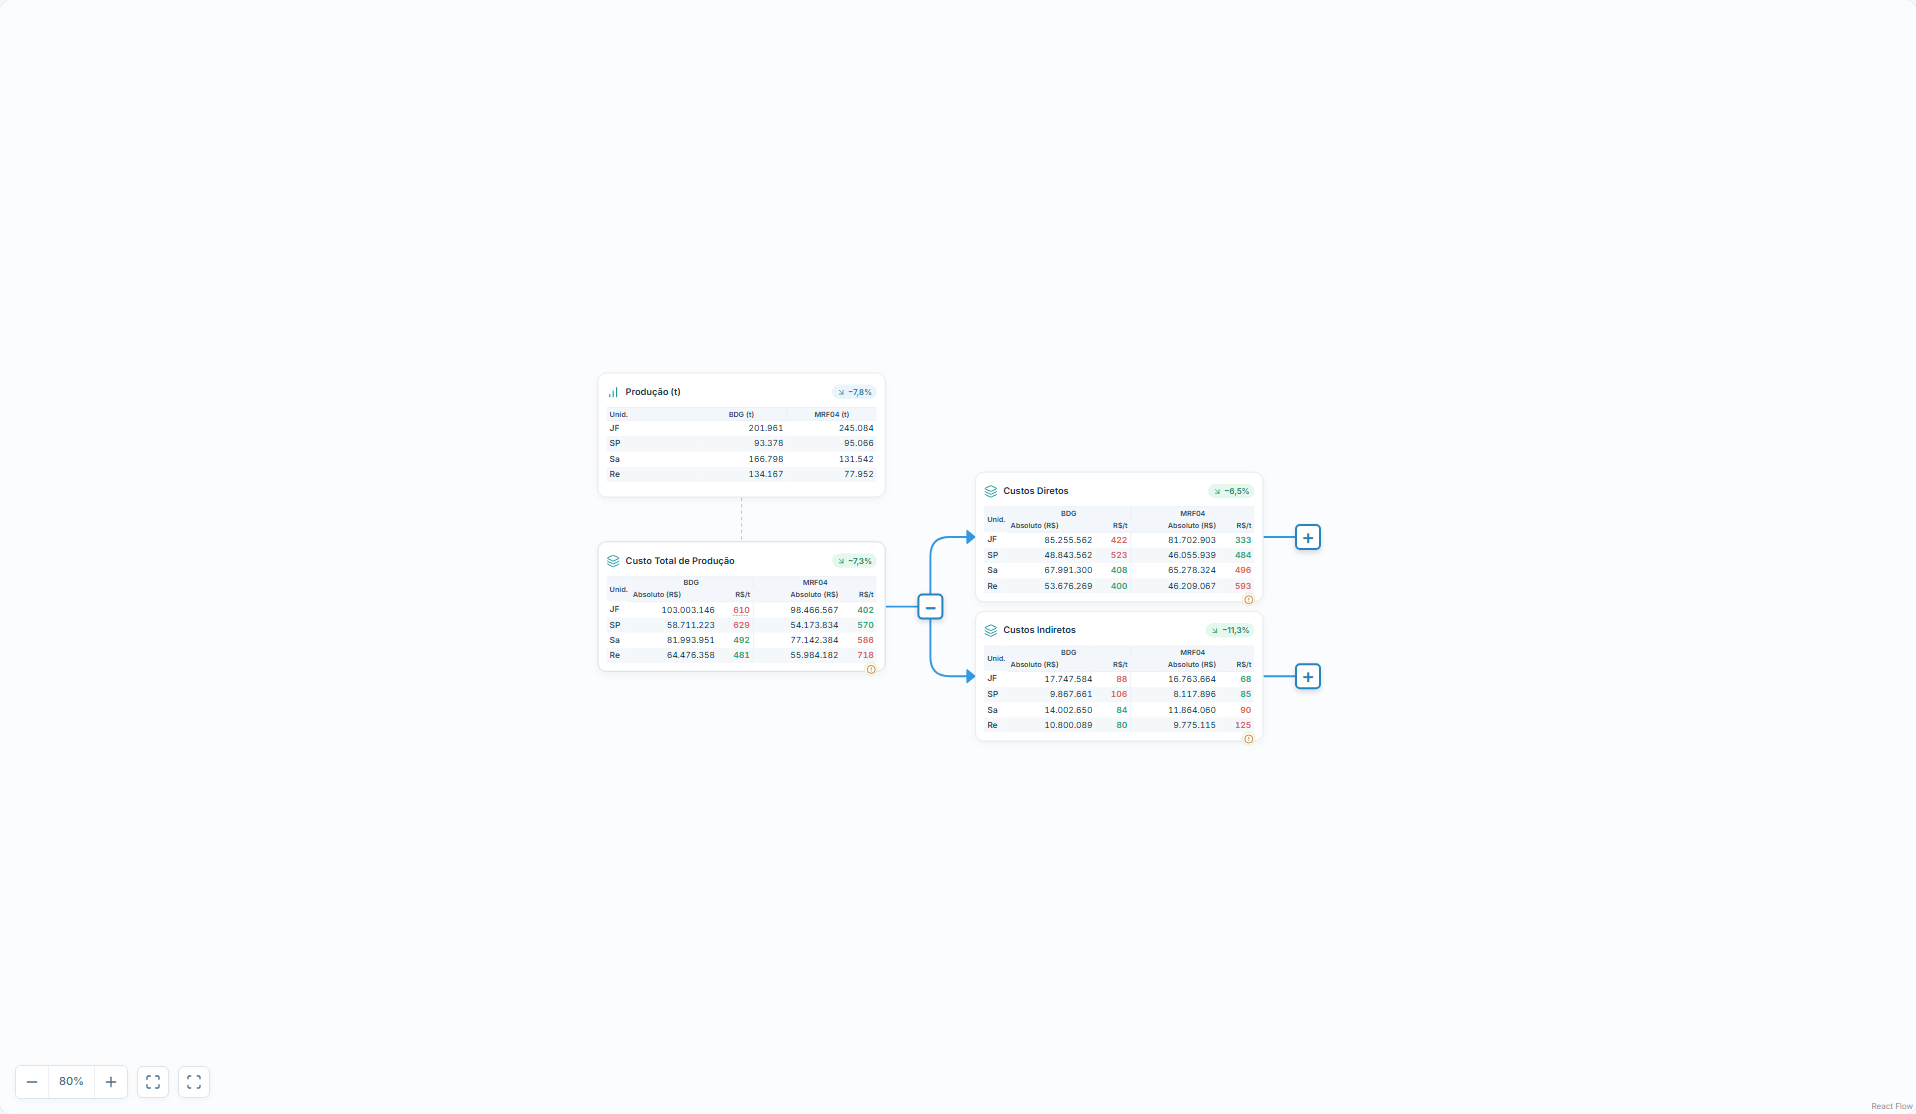 Produção (t) −7,8%
Unid. BDG (t) MRF04 (t)
JF 201.961 245.084
SP 93.378 95.066
Sa 166.798 131.542
Re 134.167 77.952
Custo Total de Produção −7,3%
BDG MRF04
Unid. Absoluto (R$) R$/t Absoluto (R$) R$/t
JF 103.003.146 610 98.466.567 402
SP 58.711.223 629 54.173.834 570
Sa 81.993.951 492 77.142.384 586
Re 64.476.358 481 55.984.182 718
Custos Diretos −6,5%
BDG MRF04
Unid. Absoluto (R$) R$/t Absoluto (R$) R$/t
JF 85.255.562 422 81.702.903 333
SP 48.843.562 523 46.055.939 484
Sa 67.991.300 408 65.278.324 496
Re 53.676.269 400 46.209.067 593
Custos Indiretos −11,3%
BDG MRF04
Unid. Absoluto (R$) R$/t Absoluto (R$) R$/t
JF 17.747.584 88 16.763.664 68
SP 9.867.661 106 8.117.896 85
Sa 14.002.650 84 11.864.060 90
Re 10.800.089 80 9.775.115 125
80%
React Flow